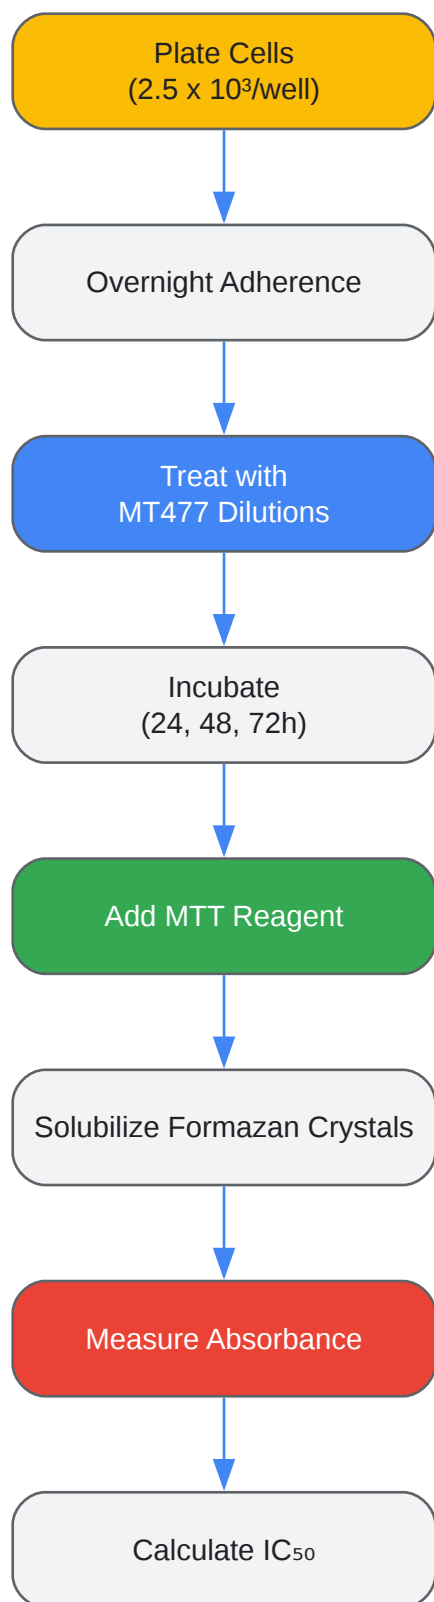 Plate Cells
(2.5 x 10³/well)
Overnight Adherence
Treat with
MT477 Dilutions
Incubate
(24, 48, 72h)
Add MTT Reagent
Solubilize Formazan Crystals
Measure Absorbance
Calculate IC₅₀